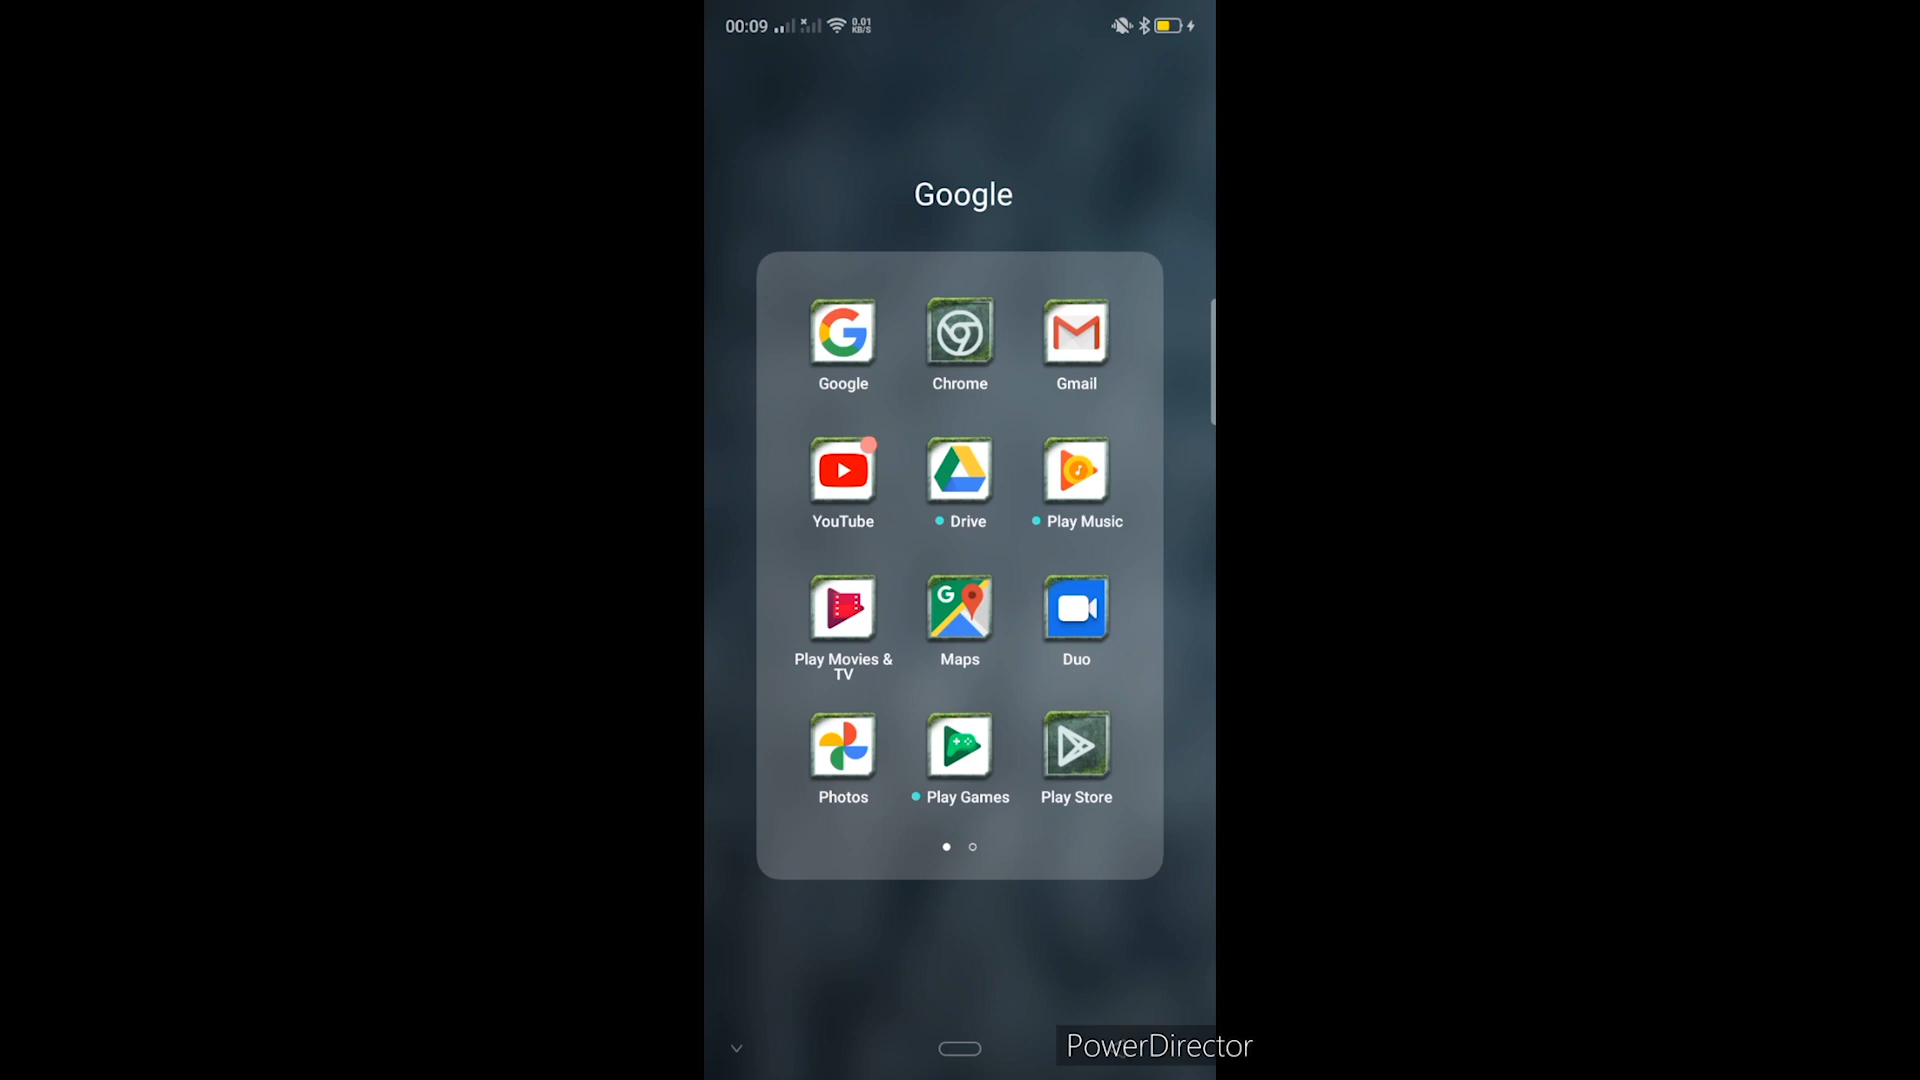 00:09 0.01 KB/S
Google
Google Chrome Gmail
YouTube Drive Play Music
Play Movies & TV Maps Duo
Photos Play Games Play Store
PowerDirector